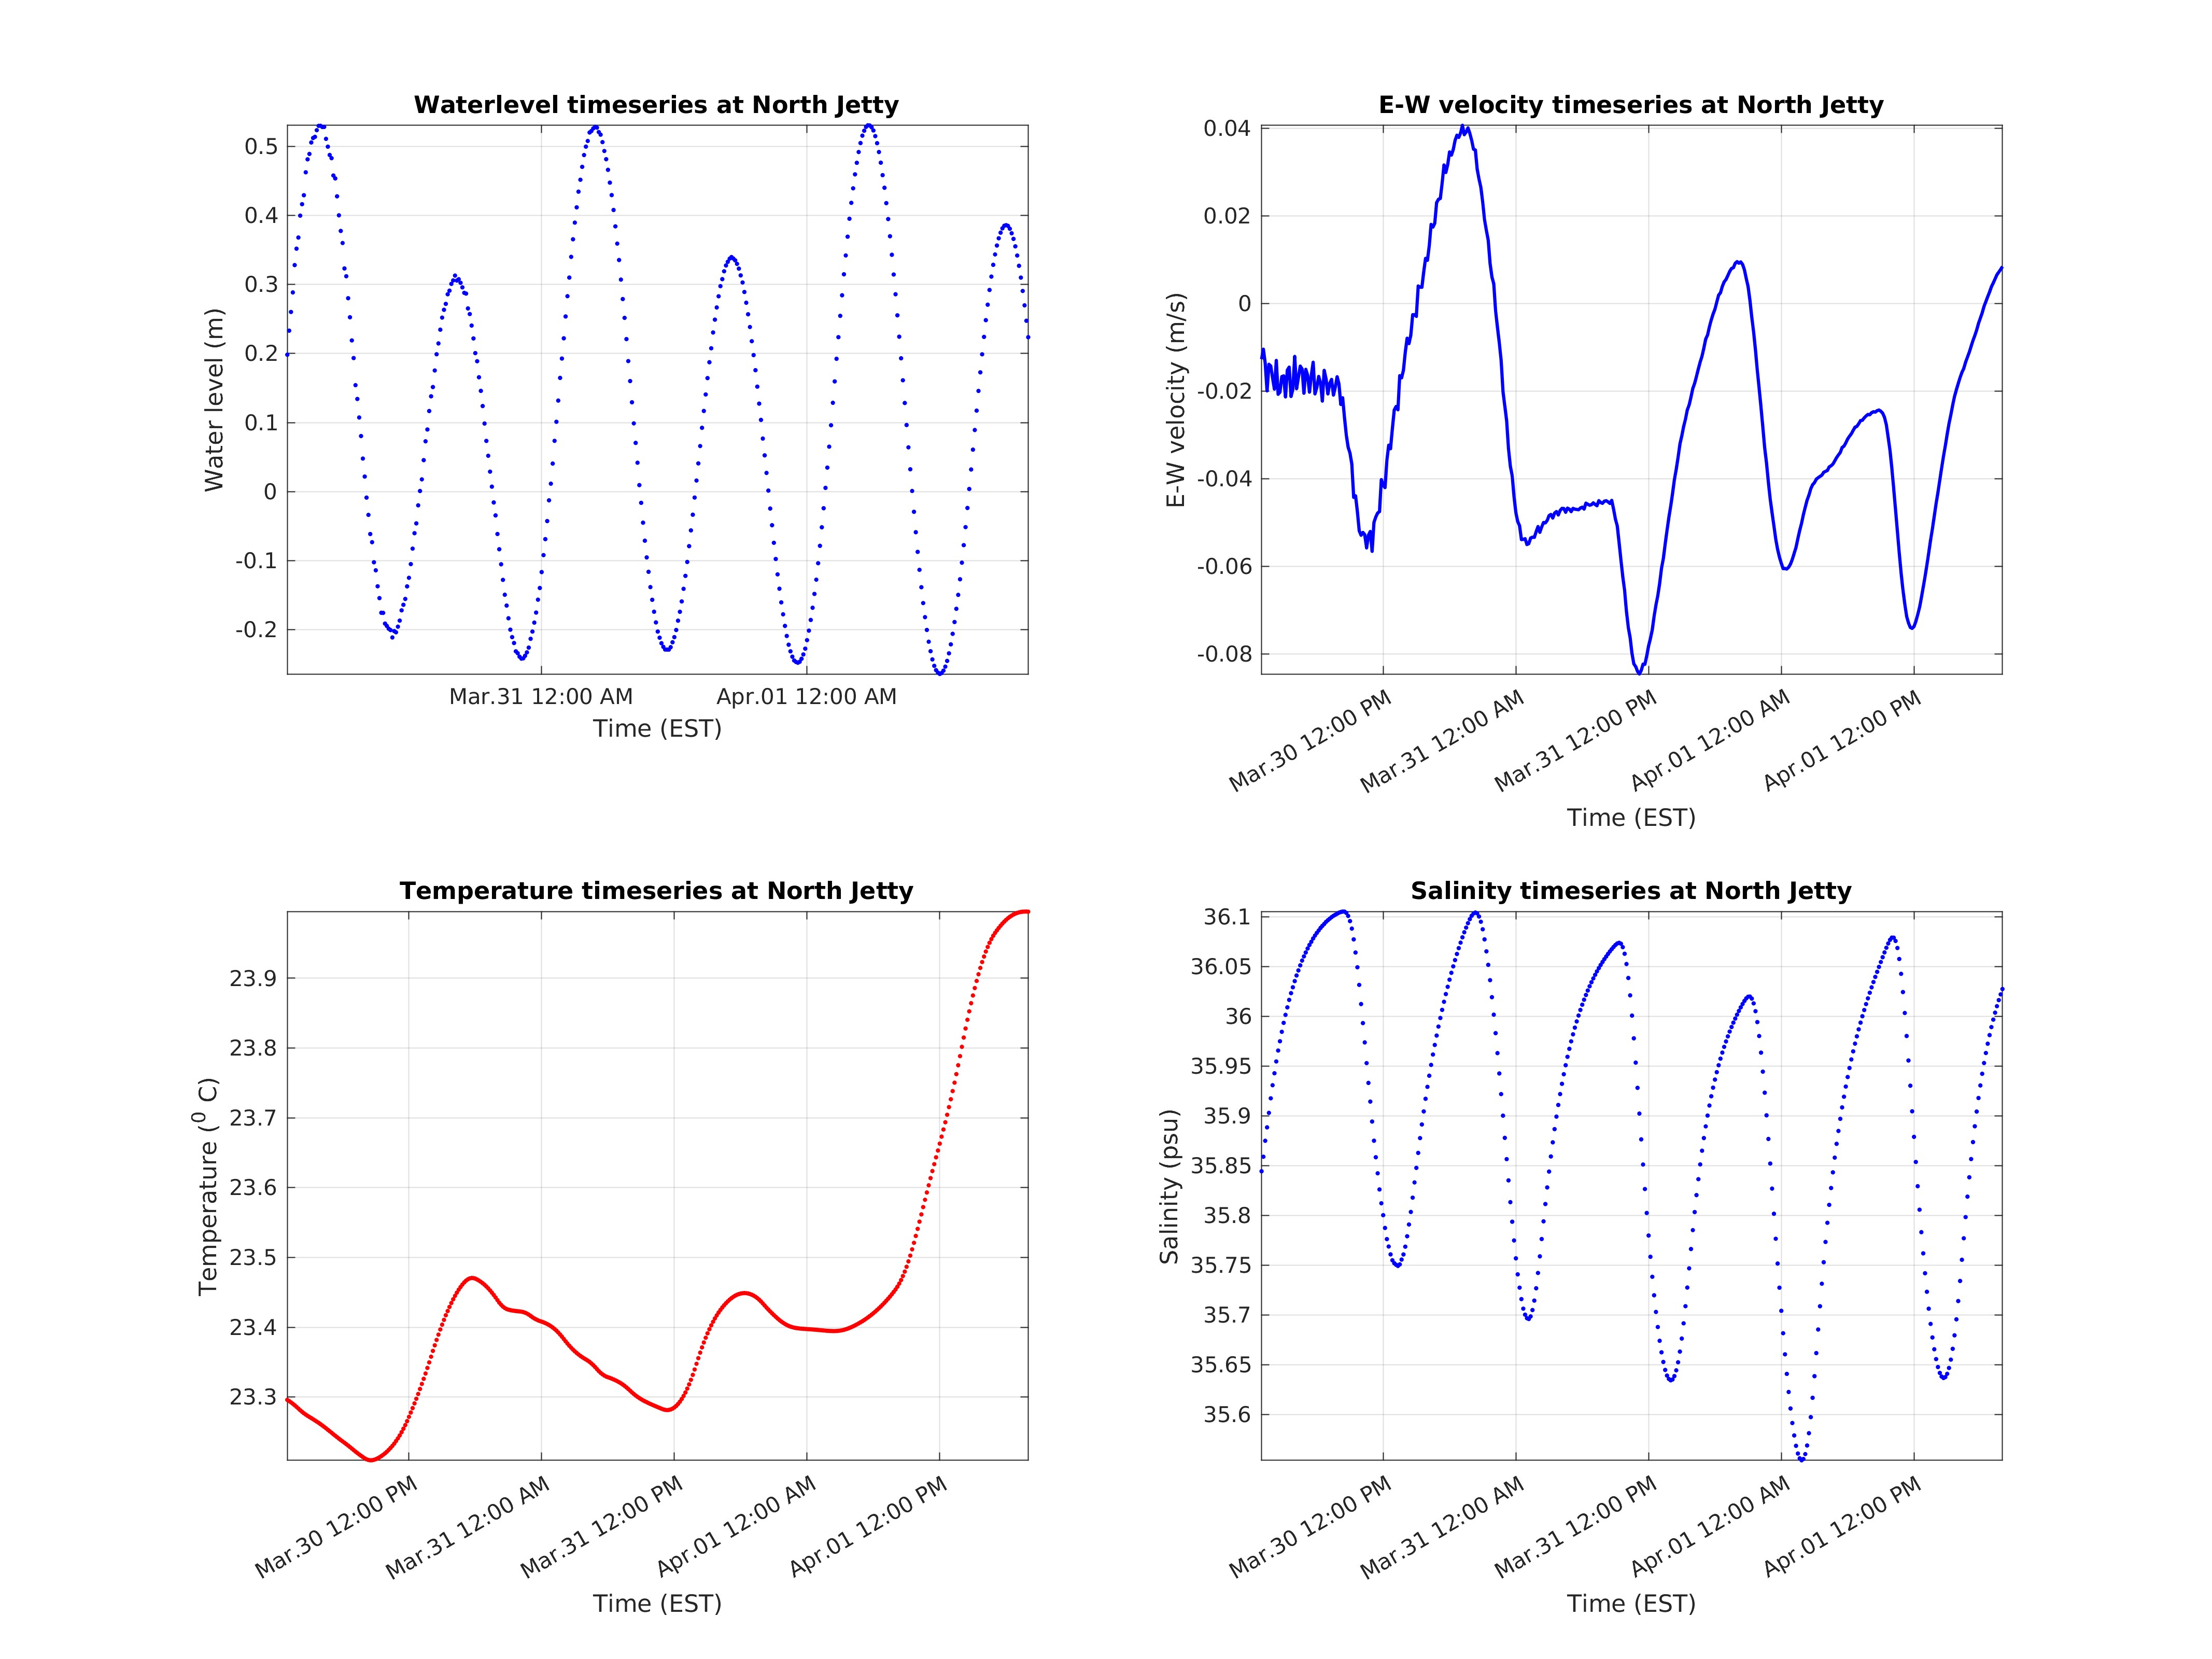 Waterlevel timeseries at North Jetty
0.5
0.4
0.3
0.2
0.1
0
-0.1
-0.2
Water level (m)
Mar.31 12:00 AM
Apr.01 12:00 AM
Time (EST)
E-W velocity timeseries at North Jetty
0.04
0.02
0
-0.02
-0.04
-0.06
-0.08
E-W velocity (m/s)
Mar.30 12:00 PM
Mar.31 12:00 AM
Mar.31 12:00 PM
Apr.01 12:00 AM
Apr.01 12:00 PM
Time (EST)
Temperature timeseries at North Jetty
23.9
23.8
23.7
23.6
23.5
23.4
23.3
Temperature (⁰ C)
Mar.30 12:00 PM
Mar.31 12:00 AM
Mar.31 12:00 PM
Apr.01 12:00 AM
Apr.01 12:00 PM
Time (EST)
Salinity timeseries at North Jetty
36.1
36.05
36
35.95
35.9
35.85
35.8
35.75
35.7
35.65
35.6
Salinity (psu)
Mar.30 12:00 PM
Mar.31 12:00 AM
Mar.31 12:00 PM
Apr.01 12:00 AM
Apr.01 12:00 PM
Time (EST)